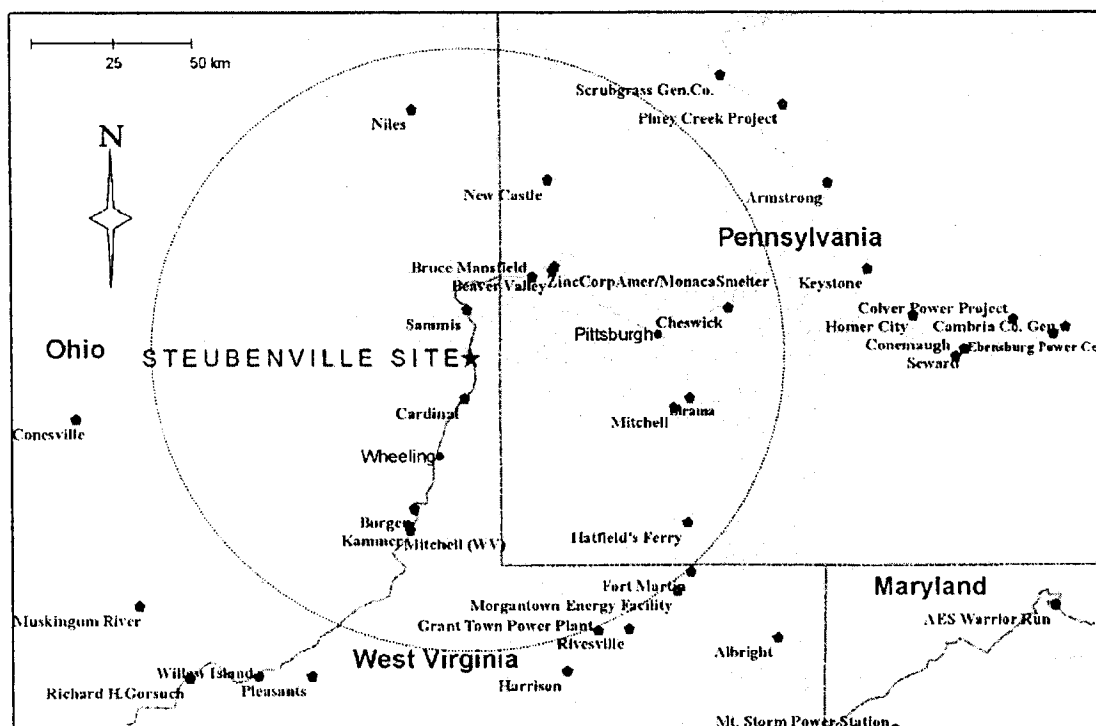 25 50 km
Scrubgrass Gen.Co.
Piney Creek Project
Niles
N
New Castle
Armstrong
Pennsylvania
Bruce Mansfield
Beaver Valley
ZincCorpAmer/MonacaSmelter
Keystone
Sammis
Cheswick
Colver Power Project
Homer City
Cambria Co. Gen
Pittsburgh
Ohio
STEUBENVILLE SITE
Conemaugh
Ebensburg Power Co
Seward
Cardinal
Mitchell
Elrama
Conesville
Wheeling
Burger
Kammer
Mitchell (WV)
Hatfield's Ferry
Fort Martin
Maryland
Morgantown Energy Facility
Muskingum River
Grant Town Power Plant
AES Warrior Run
Rivesville
West Virginia
Albright
Willow Island
Richard H.Gorsuch
Pleasants
Harrison
Mt. Storm Power Station